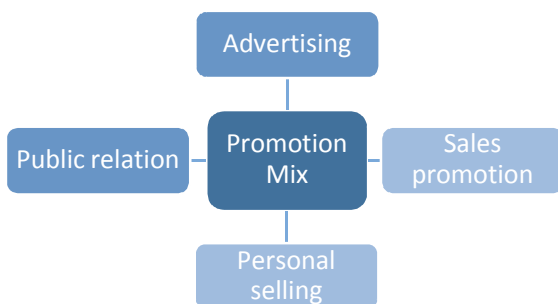 Advertising
Public relation
Promotion
Mix
Sales
promotion
Personal
selling